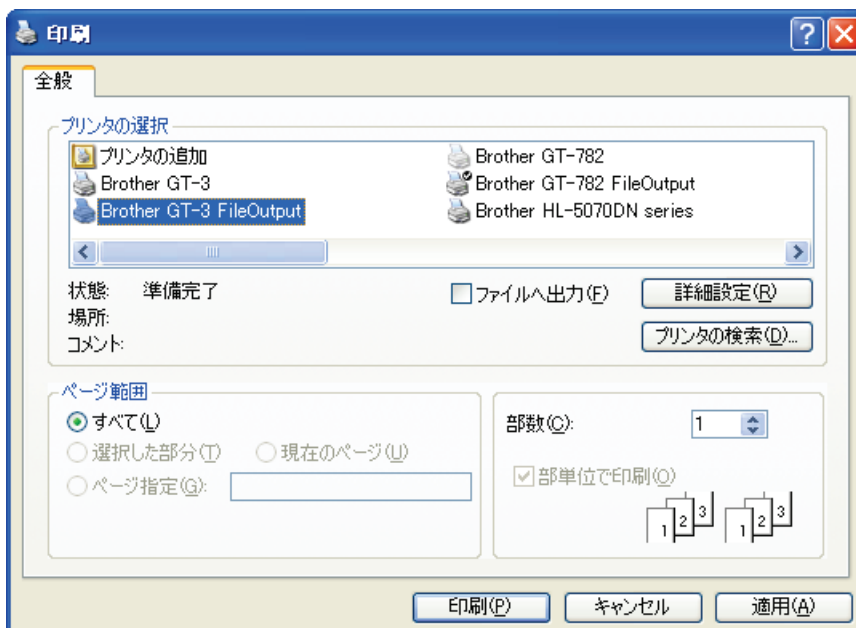 印刷
全般
プリンタの選択
プリンタの追加
Brother GT-3
Brother GT-3 FileOutput
Brother GT-782
Brother GT-782 FileOutput
Brother HL-5070DN series
状態: 準備完了
場所:
コメント:
ファイルへ出力(F)
詳細設定(R)
プリンタの検索(D)...
ページ範囲
すべて(L)
選択した部分(T) 現在のページ(U)
ページ指定(G):
部数(C): 1
部単位で印刷(O)
1 2 3 1 2 3
印刷(P) キャンセル 適用(A)